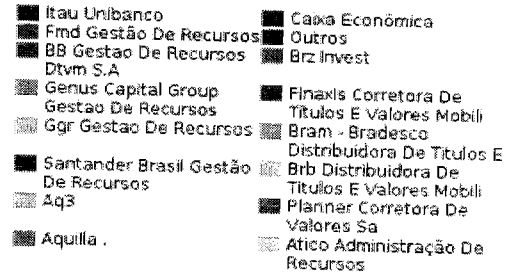 Itau Unibanco
Fmd Gestão De Recursos
BB Gestao De Recursos
Dtvm S.A
Genus Capital Group
Gestao De Recursos
Ggr Gestao De Recursos
Santander Brasil Gestão
De Recursos
Aq3
Aquilla .
Caixa Econômica
Outros
Brz Invest
Finaxis Corretora De
Títulos E Valores Mobili
Bram - Bradesco
Distribuidora De Titulos E
Brb Distribuidora De
Titulos E Valores Mobili
Planner Corretora De
Valores Sa
Atico Administração De
Recursos